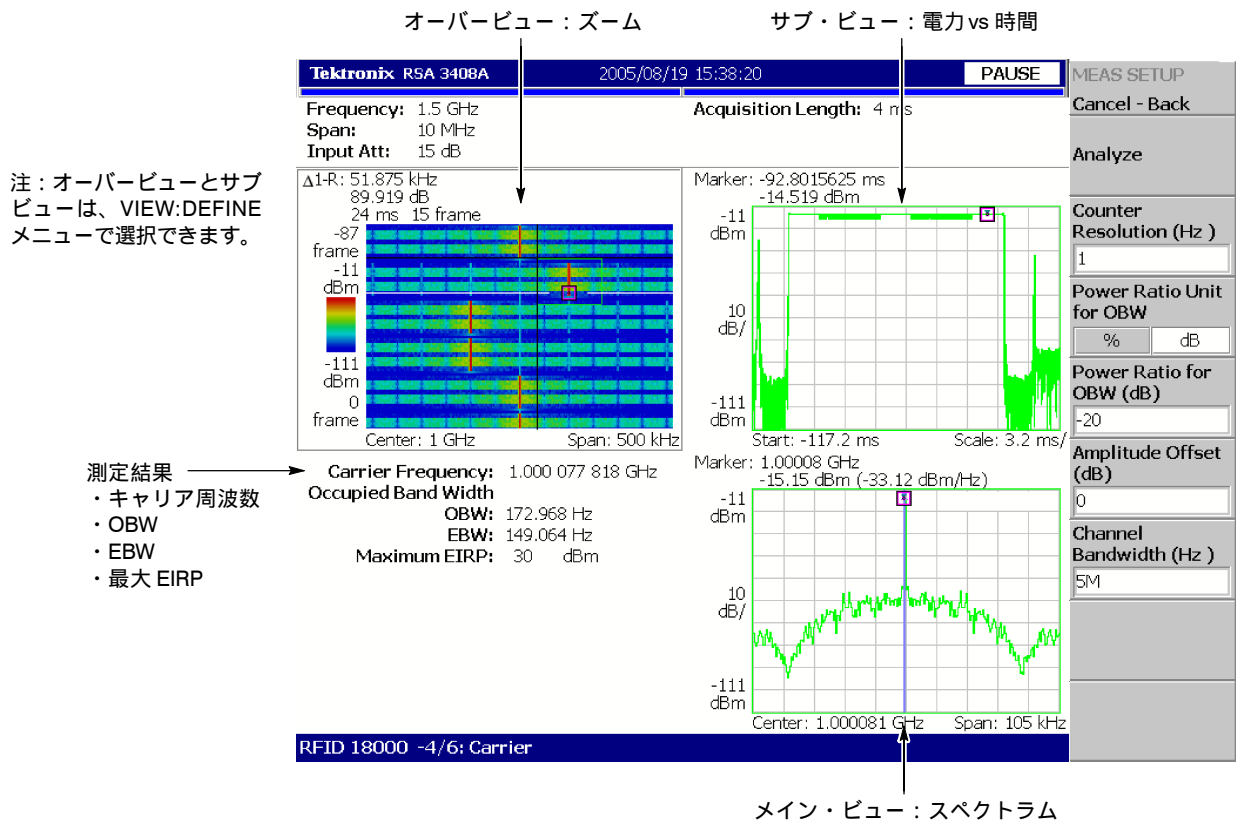 オーバービュー：ズーム
サブ・ビュー：電力 vs 時間
Tektronix RSA 3408A 2005/08/19 15:38:20 PAUSE
Frequency: 1.5 GHz
Span: 10 MHz
Input Att: 15 dB
Acquisition Length: 4 ms
注：オーバービューとサブ
ビューは、VIEW:DEFINE
メニューで選択できます。
Δ1-R: 51.875 kHz
89.919 dB
24 ms 15 frame
-87
frame
-11
dBm
-111
dBm
0
frame
Center: 1 GHz Span: 500 kHz
Marker: -92.8015625 ms
-14.519 dBm
-11
dBm
10
dB/
-111
dBm
Start: -117.2 ms Scale: 3.2 ms/
測定結果
・キャリア周波数
・OBW
・EBW
・最大 EIRP
Carrier Frequency: 1.000 077 818 GHz
Occupied Band Width
OBW: 172.968 Hz
EBW: 149.064 Hz
Maximum EIRP: 30 dBm
Marker: 1.00008 GHz
-15.15 dBm (-33.12 dBm/Hz)
-11
dBm
10
dB/
-111
dBm
Center: 1.000081 GHz Span: 105 kHz
RFID 18000 -4/6: Carrier
MEAS SETUP
Cancel - Back
Analyze
Counter
Resolution (Hz )
1
Power Ratio Unit
for OBW
% dB
Power Ratio for
OBW (dB)
-20
Amplitude Offset
(dB)
0
Channel
Bandwidth (Hz )
5M
メイン・ビュー：スペクトラム